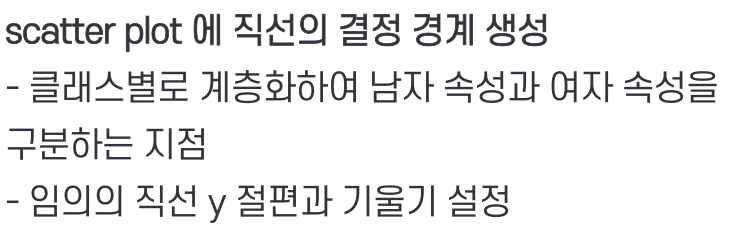 scatter plot 에 직선의 결정 경계 생성
- 클래스별로 계층화하여 남자 속성과 여자 속성을
구분하는 지점
- 임의의 직선 y 절편과 기울기 설정